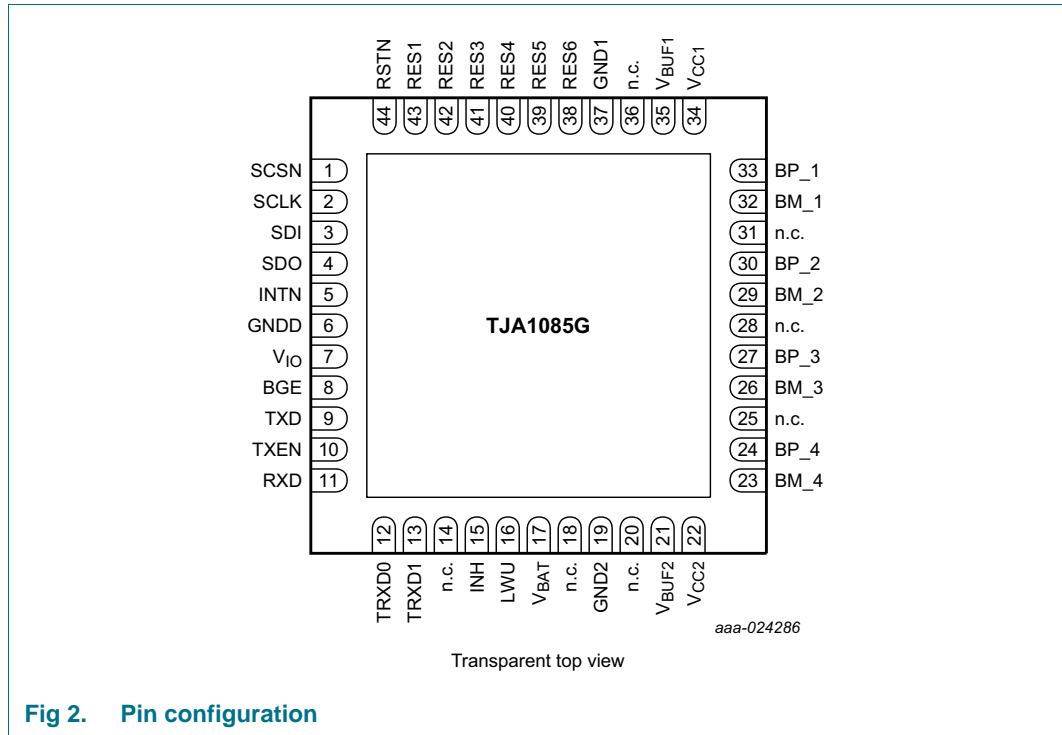 RSTN
RES1
RES2
RES3
RES4
RES5
RES6
GND1
n.c.
VBUF1
VCC1
44
43
42
41
40
39
38
37
36
35
34
SCSN 1
SCLK 2
SDI 3
SDO 4
INTN 5
GNDD 6
VIO 7
BGE 8
TXD 9
TXEN 10
RXD 11
TJA1085G
33 BP_1
32 BM_1
31 n.c.
30 BP_2
29 BM_2
28 n.c.
27 BP_3
26 BM_3
25 n.c.
24 BP_4
23 BM_4
12
13
14
15
16
17
18
19
20
21
22
TRXD0
TRXD1
n.c.
INH
LWU
VBAT
n.c.
GND2
n.c.
VBUF2
VCC2
aaa-024286
Transparent top view
Fig 2. Pin configuration